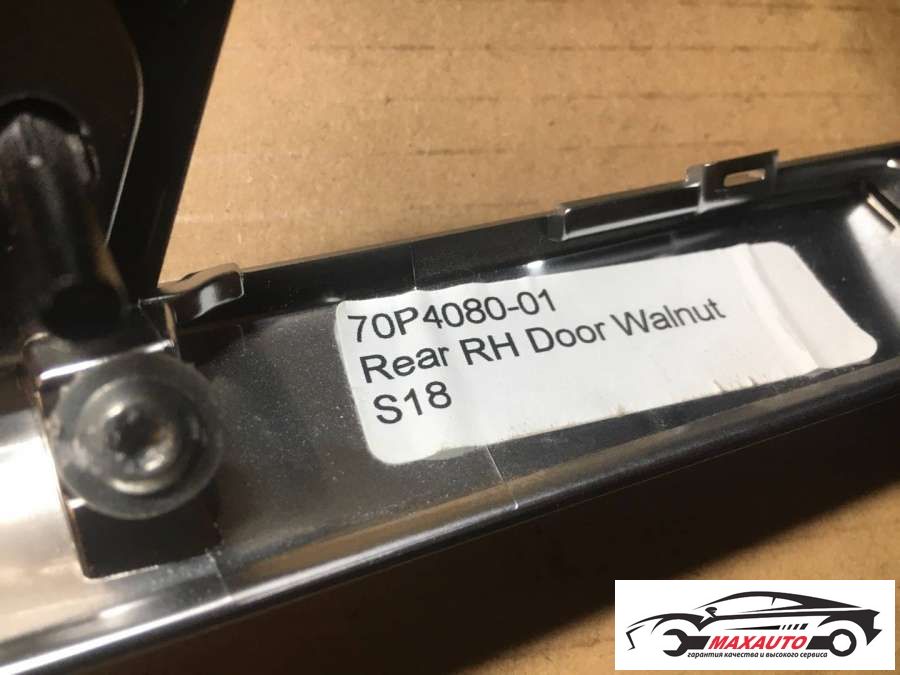 70P4080-01
Rear RH Door Walnut
S18
MAXAUTO
гарантия качества и высокого сервиса